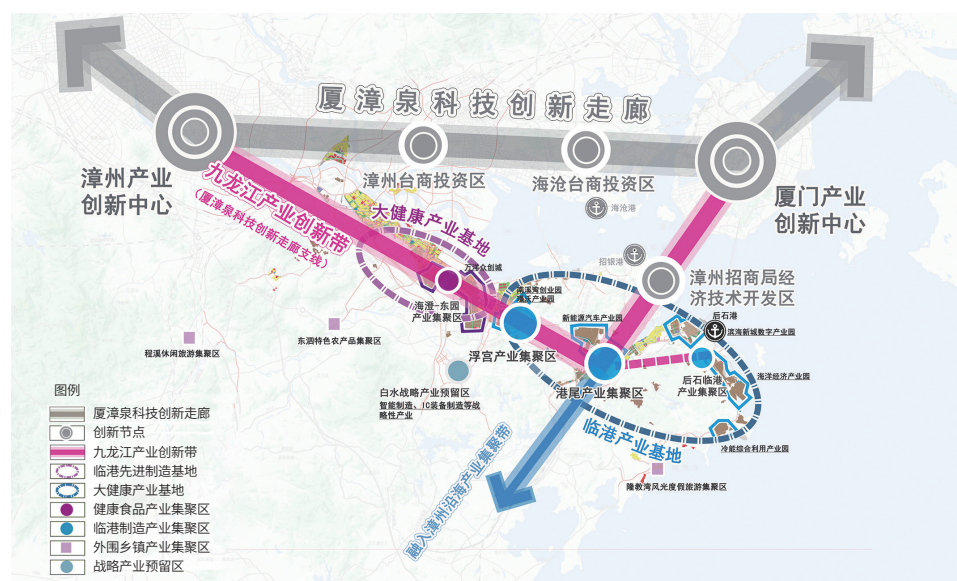 厦漳泉科技创新走廊
漳州产业
创新中心
漳州台商投资区
海沧台商投资区
厦门产业
创新中心
海沧港
九龙江产业创新带
（厦漳泉科技创新走廊支线）
大健康产业基地
万洋众创城
招银港
漳州招商局经
济技术开发区
海澄-东园
产业集聚区
南溪湾创业园
新能源汽车产业园
后石港
滨海新城数字产业园
程溪休闲旅游集聚区
东泗特色农产品集聚区
浮宫产业集聚区
港尾产业集聚区
后石临港
产业集聚区
海洋经济产业园
白水战略产业预留区
智能制造、IC装备制造等战
略性产业
临港产业基地
冷能综合利用产业园
隆教湾风光度假旅游集聚区
融入漳州沿海产业集聚带
图例
厦漳泉科技创新走廊
创新节点
九龙江产业创新带
临港先进制造基地
大健康产业基地
健康食品产业集聚区
临港制造产业集聚区
外围乡镇产业集聚区
战略产业预留区